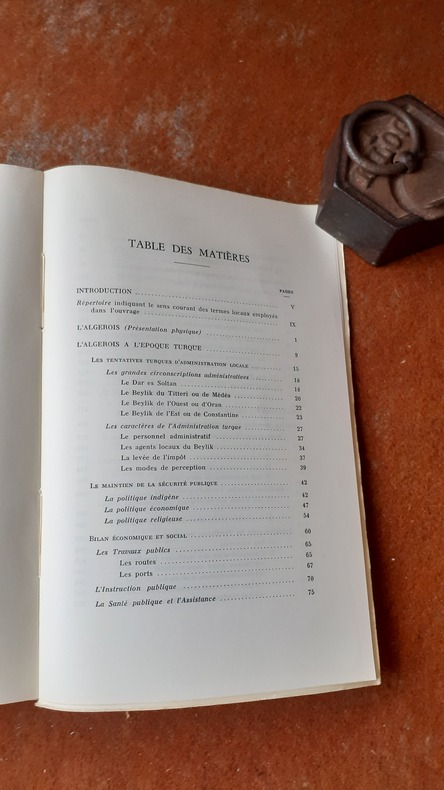 TABLE DES MATIÈRES
PAGES
INTRODUCTION ........ V
Répertoire indiquant le sens courant des termes locaux employés
dans l'ouvrage ........ IX
L'ALGEROIS (Présentation physique) ........ 1
L'ALGEROIS A L'EPOQUE TURQUE ........ 9
LES TENTATIVES TURQUES D'ADMINISTRATION LOCALE ........ 15
Les grandes circonscriptions administratives ........ 18
Le Dar es Soltan ........ 18
Le Beylik du Titteri ou de Médéa ........ 20
Le Beylik de l'Ouest ou d'Oran ........ 22
Le Beylik de l'Est ou de Constantine ........ 23
Les caractères de l'Administration turque ........ 27
Le personnel administratif ........ 27
Les agents locaux du Beylik ........ 34
La levée de l'impôt ........ 37
Les modes de perception ........ 39
LE MAINTIEN DE LA SÉCURITÉ PUBLIQUE ........ 42
La politique indigène ........ 42
La politique économique ........ 47
La politique religieuse ........ 54
BILAN ÉCONOMIQUE ET SOCIAL ........ 60
Les Travaux publics ........ 65
Les routes ........ 65
Les ports ........ 67
L'Instruction publique ........ 70
La Santé publique et l'Assistance ........ 75